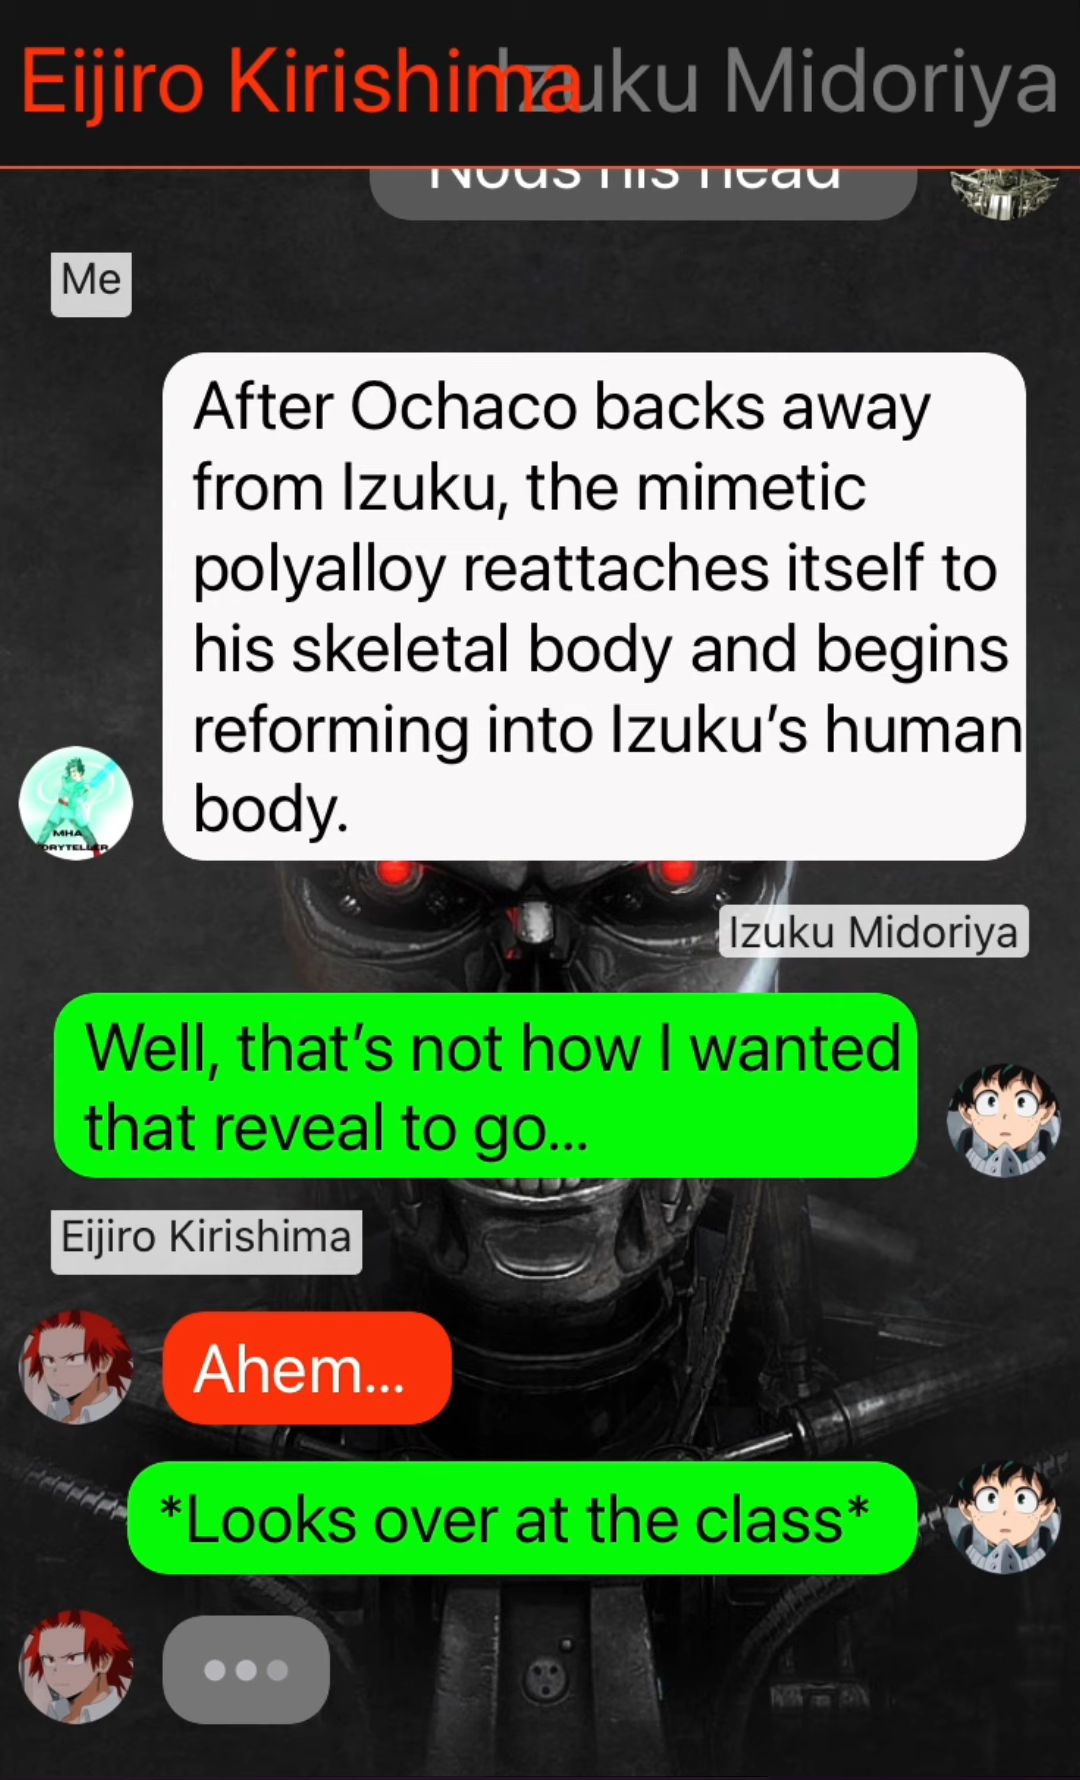 Eijiro Kirishima
Izuku Midoriya
Nods his head
Me
After Ochaco backs away
from Izuku, the mimetic
polyalloy reattaches itself to
his skeletal body and begins
reforming into Izuku’s human
body.
MHA
ORYTELLER
Izuku Midoriya
Well, that’s not how I wanted
that reveal to go...
Eijiro Kirishima
Ahem...
*Looks over at the class*